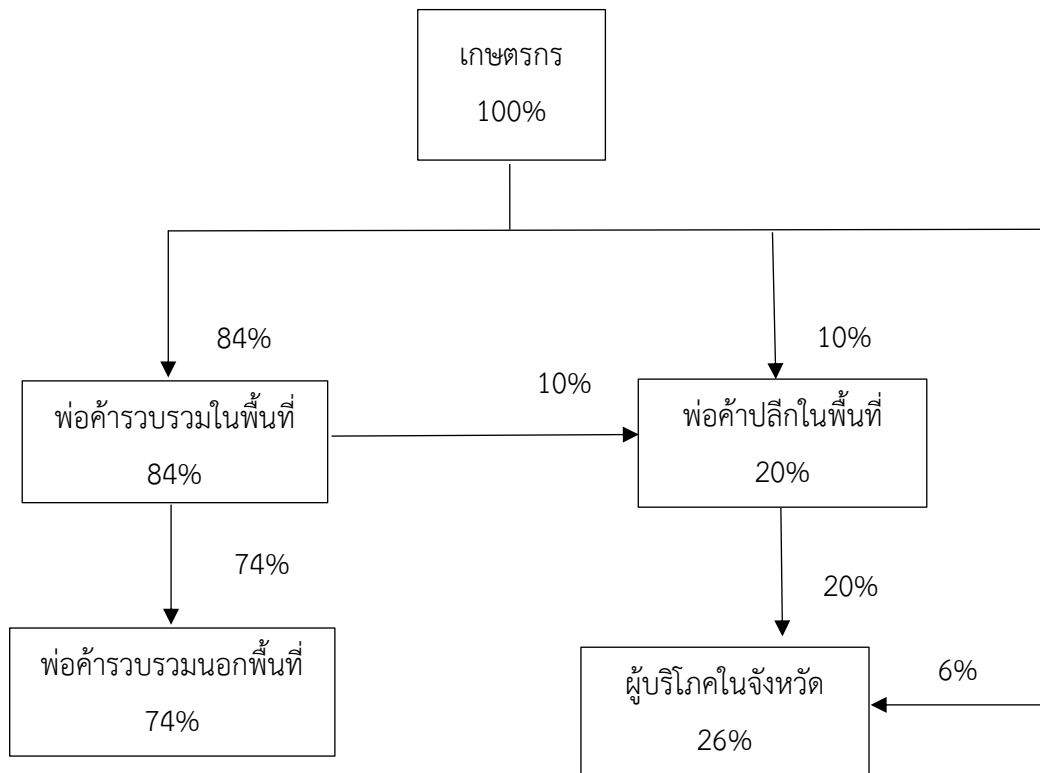 เกษตรกร
100%
84%
10%
10%
พ่อค้ารวบรวมในพื้นที่
84%
พ่อค้าปลีกในพื้นที่
20%
74%
20%
พ่อค้ารวบรวมนอกพื้นที่
74%
ผู้บริโภคในจังหวัด
26%
6%